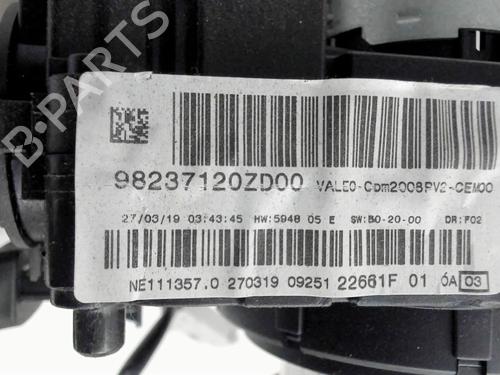 B-PARTS
98237120ZD00 VALEO-Com2008PV2-CEM00
27/03/19 03:43:45 HW:5948 05 E SW:B0-20-00 DR:F02
NE111357.0 270319 09251 22661F 01 0A 03